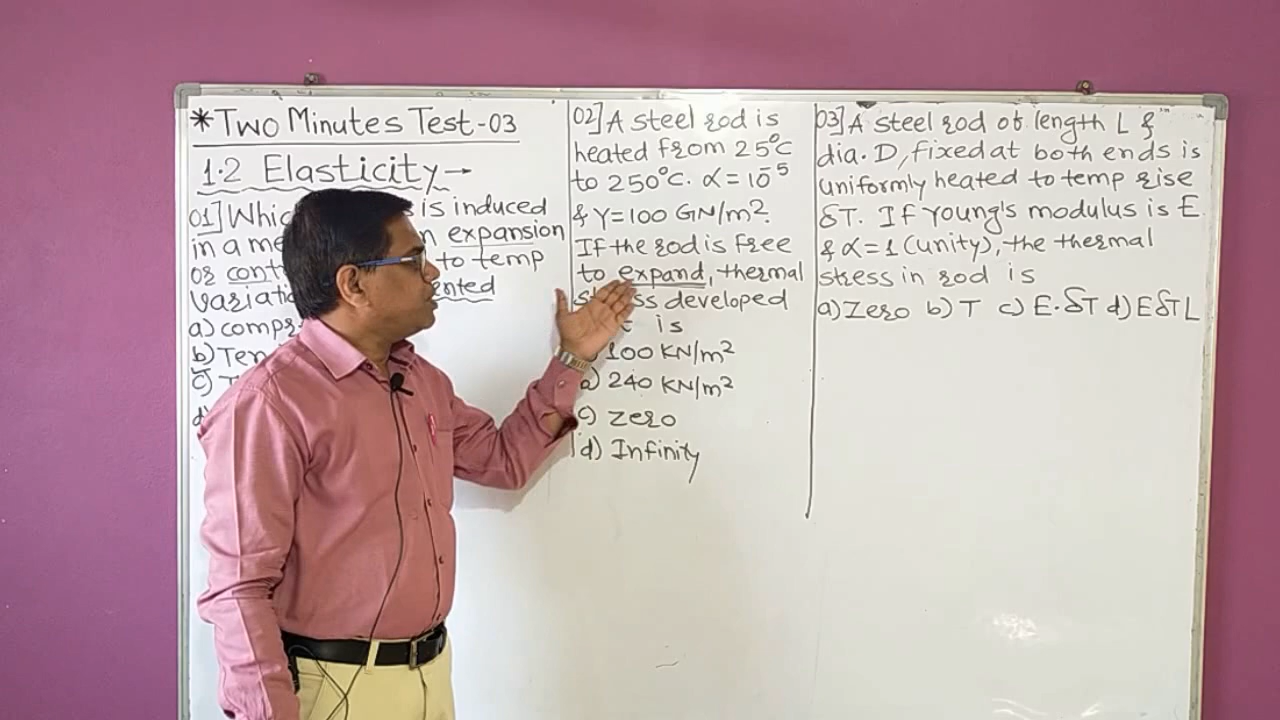 *Two Minutes Test-03
1.2 Elasticity→
01] Whic s is induced
in a me n expansion
or cont to temp
variatio ented
a) compr
b) Ten
c) T
d)
02] A steel rod is
heated from 25°C
to 250°C. α=10⁻⁵
& Y=100 GN/m².
If the rod is free
to expand, thermal
st ss developed
t is
100 KN/m²
a) 240 KN/m²
c) zero
d) Infinity
03] A steel rod of length L &
dia. D, fixed at both ends is
uniformly heated to temp rise
δT. If Young's modulus is E
& α=1 (unity), the thermal
stress in rod is
a) Zero b) T c) E.δT d) EδTL